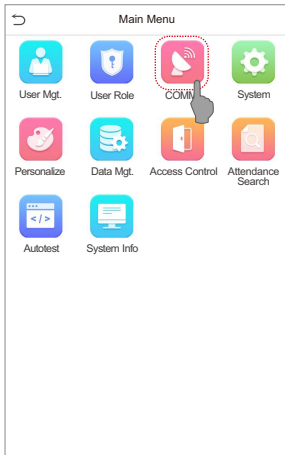 Main Menu
User Mgt.
User Role
COMM.
System
Personalize
Data Mgt.
Access Control
Attendance
Search
</>
Autotest
System Info